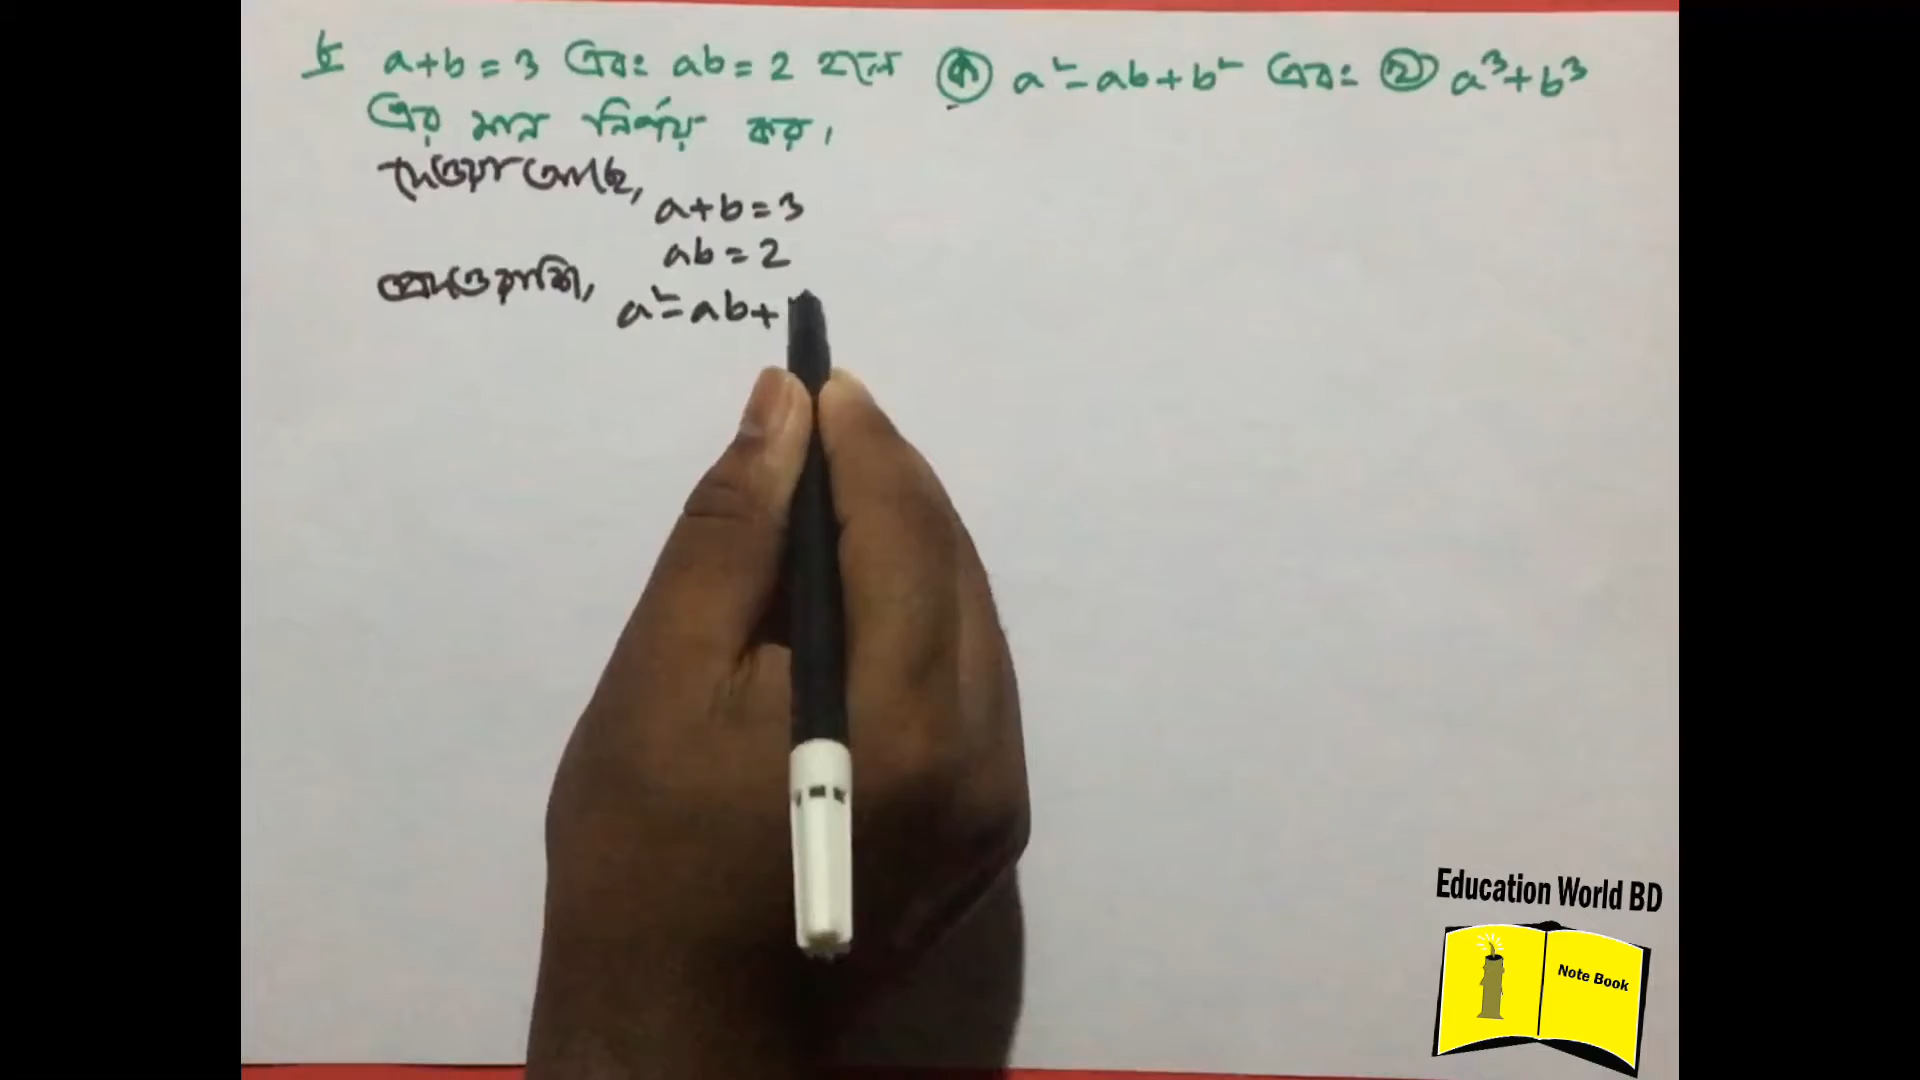 ৮ a+b=3 এবং ab=2 হলে (ক) a²-ab+b² এবং (খ) a³+b³
এর মান নির্ণয় কর।
দেওয়া আছে,
a+b=3
ab=2
প্রদত্তরাশি, a²-ab+
Education World BD
Note Book